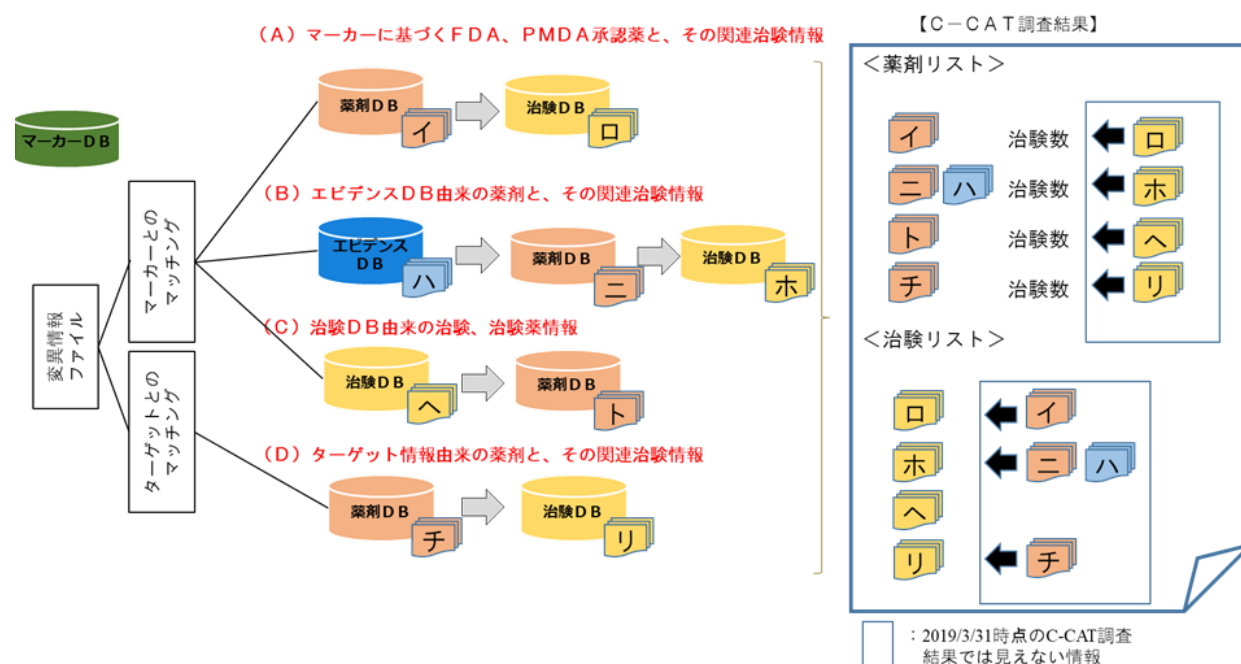 【C－CAT調査結果】
（A）マーカーに基づくFDA、PMDA承認薬と、その関連治験情報
薬剤DB
イ
治験DB
ロ
マーカーDB
（B）エビデンスDB由来の薬剤と、その関連治験情報
エビデンス
DB
ハ
薬剤DB
ニ
治験DB
ホ
（C）治験DB由来の治験、治験薬情報
治験DB
ヘ
薬剤DB
ト
（D）ターゲット情報由来の薬剤と、その関連治験情報
薬剤DB
チ
治験DB
リ
変異情報
ファイル
マーカーとの
マッチング
ターゲットとの
マッチング
＜薬剤リスト＞
イ 治験数 ロ
ニ ハ 治験数 ホ
ト 治験数 ヘ
チ 治験数 リ
＜治験リスト＞
ロ イ
ホ ニ ハ
ヘ
リ チ
：2019/3/31時点のC-CAT調査
結果では見えない情報